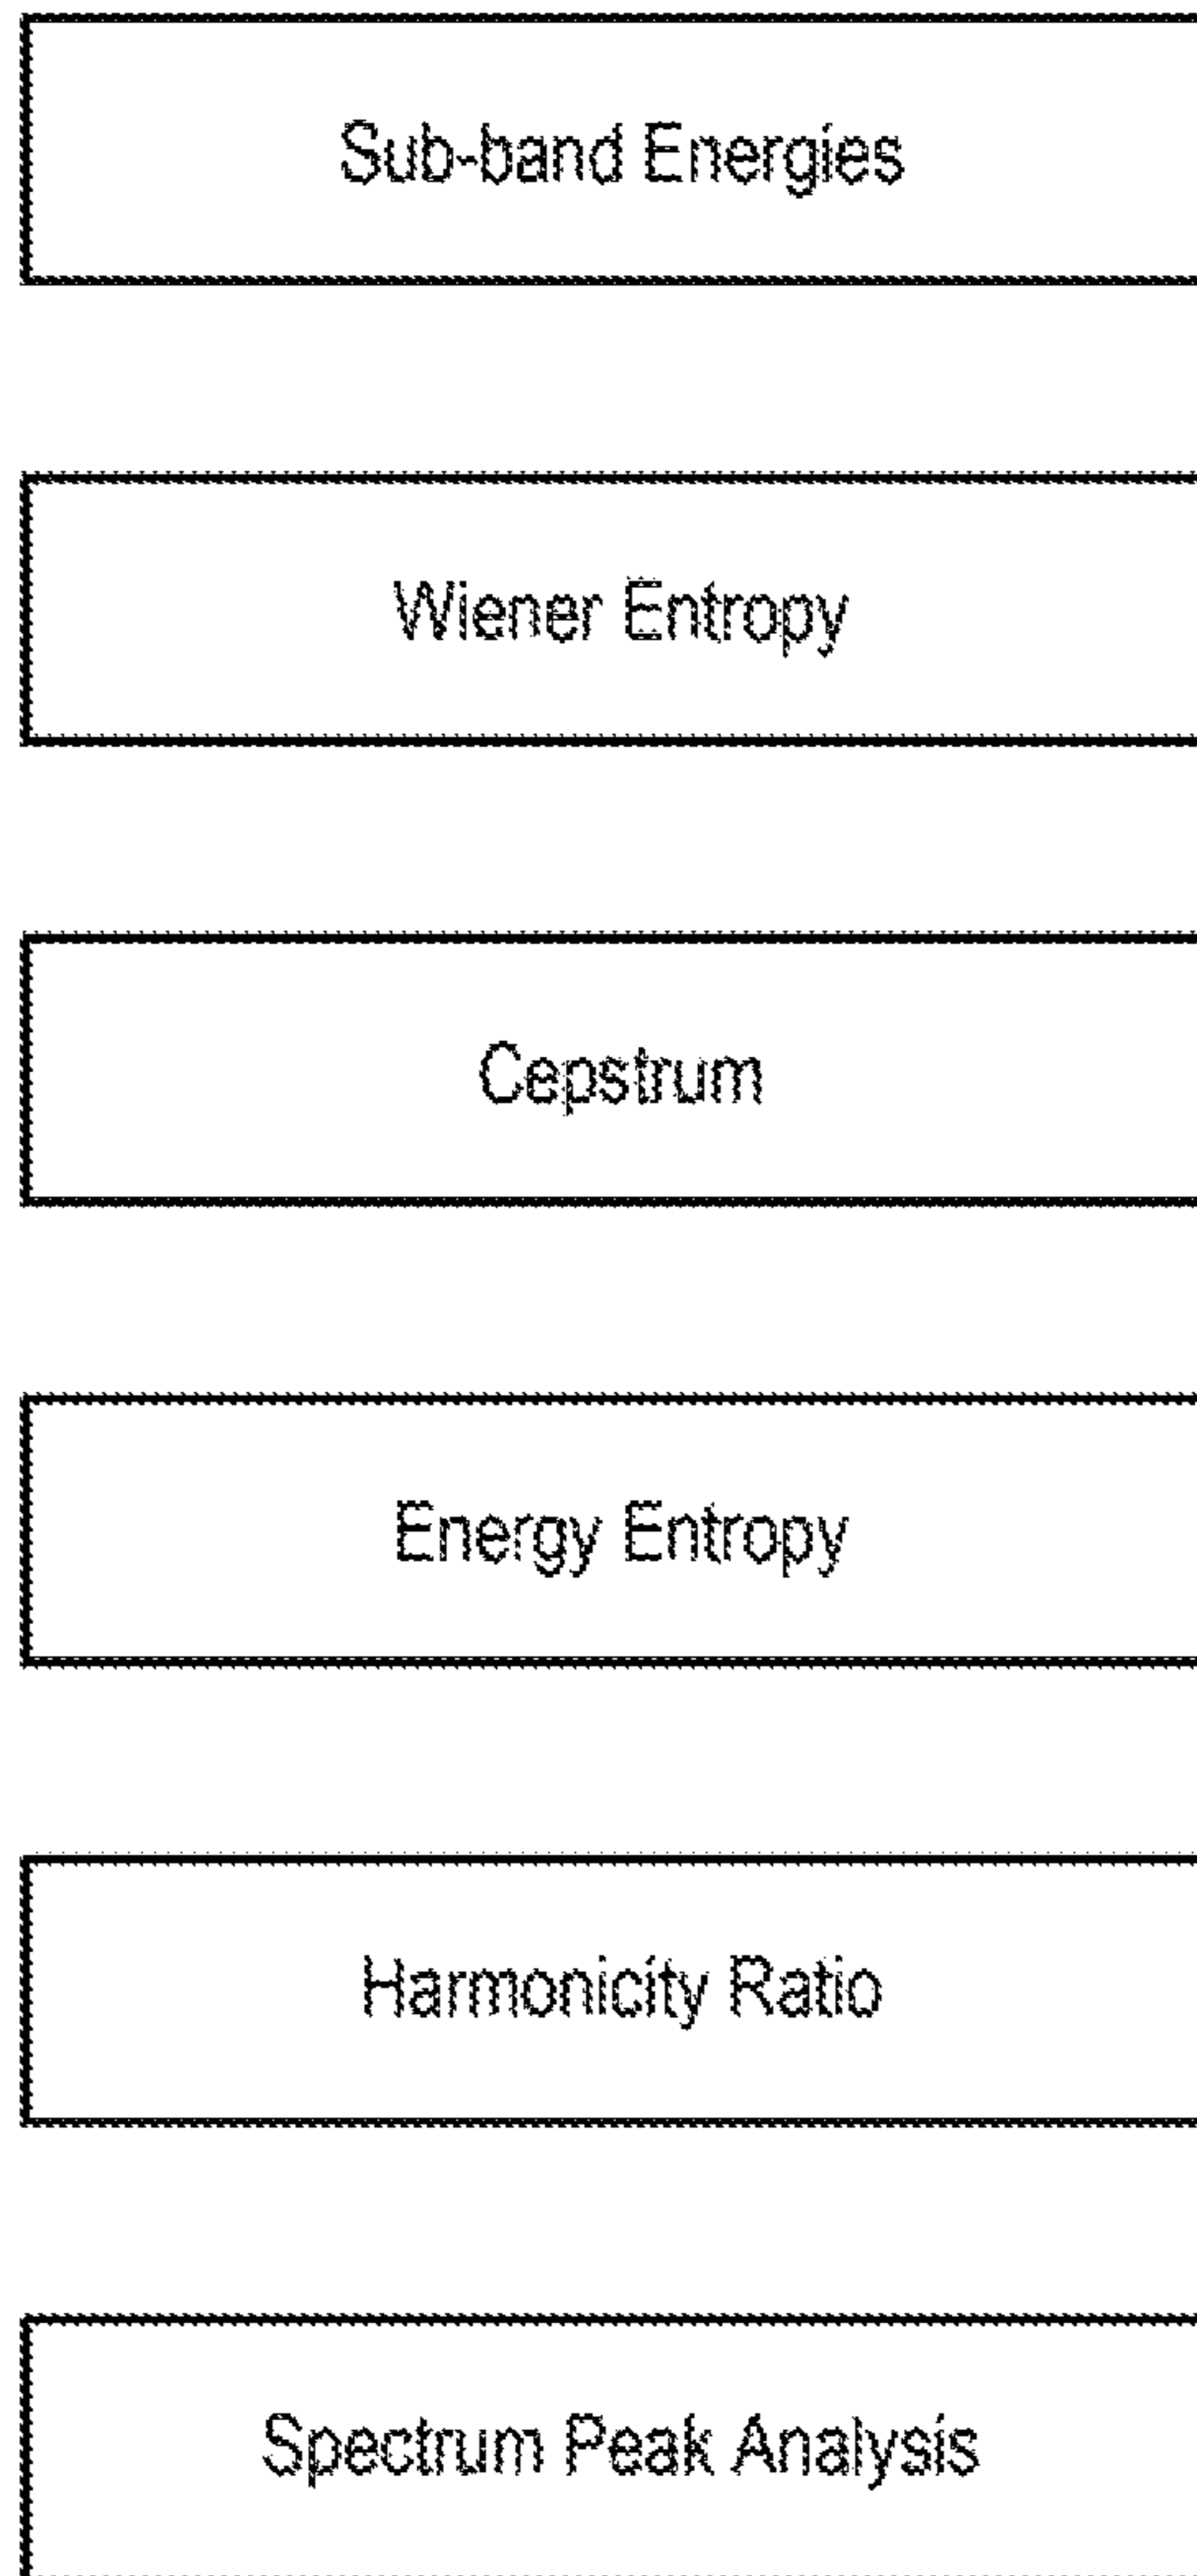 Sub-band Energies
Wiener Entropy
Cepstrum
Energy Entropy
Harmonicity Ratio
Spectrum Peak Analysis